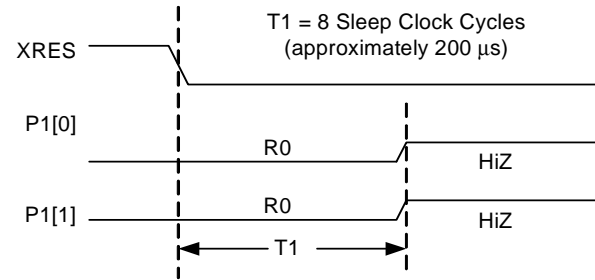 T1 = 8 Sleep Clock Cycles
(approximately 200 μs)
XRES
P1[0]
R0
HiZ
P1[1]
R0
HiZ
T1